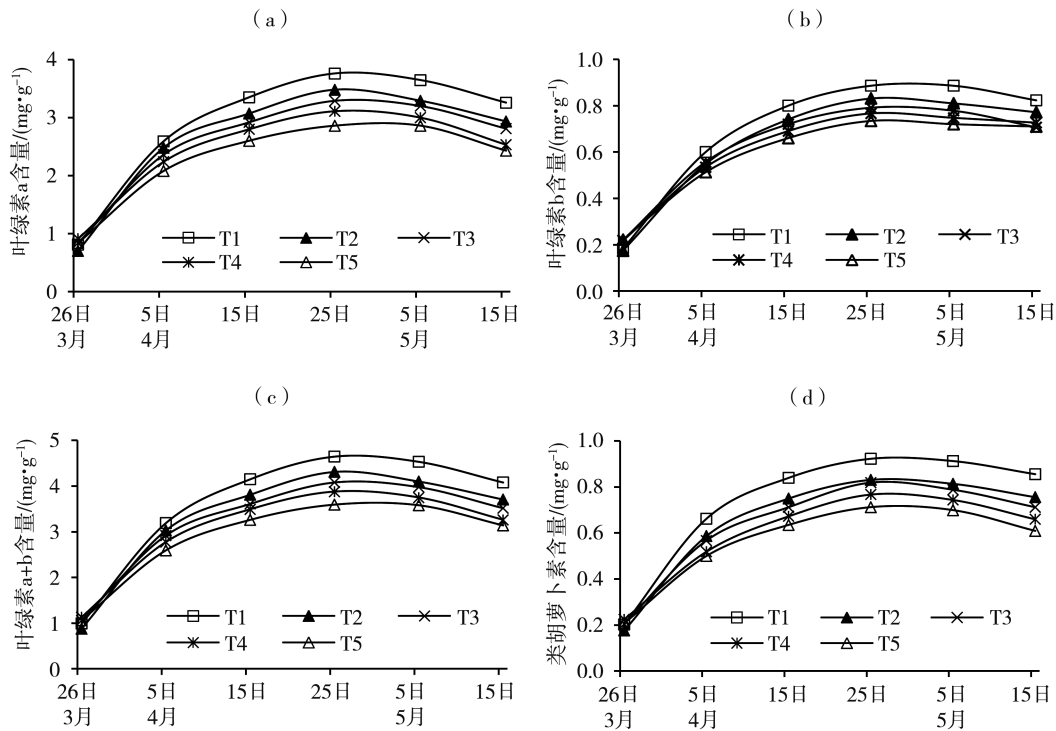 （a）
叶绿素a含量/(mg•g⁻¹)
4
3
2
1
0
T1 T2 T3
T4 T5
26日 5日 15日 25日 5日 15日
3月 4月 5月
（b）
叶绿素b含量/(mg•g⁻¹)
1.0
0.8
0.6
0.4
0.2
0.0
T1 T2 T3
T4 T5
26日 5日 15日 25日 5日 15日
3月 4月 5月
（c）
叶绿素a+b含量/(mg•g⁻¹)
5
4
3
2
1
0
T1 T2 T3
T4 T5
26日 5日 15日 25日 5日 15日
3月 4月 5月
（d）
类胡萝卜素含量/(mg•g⁻¹)
1.0
0.8
0.6
0.4
0.2
0.0
T1 T2 T3
T4 T5
26日 5日 15日 25日 5日 15日
3月 4月 5月